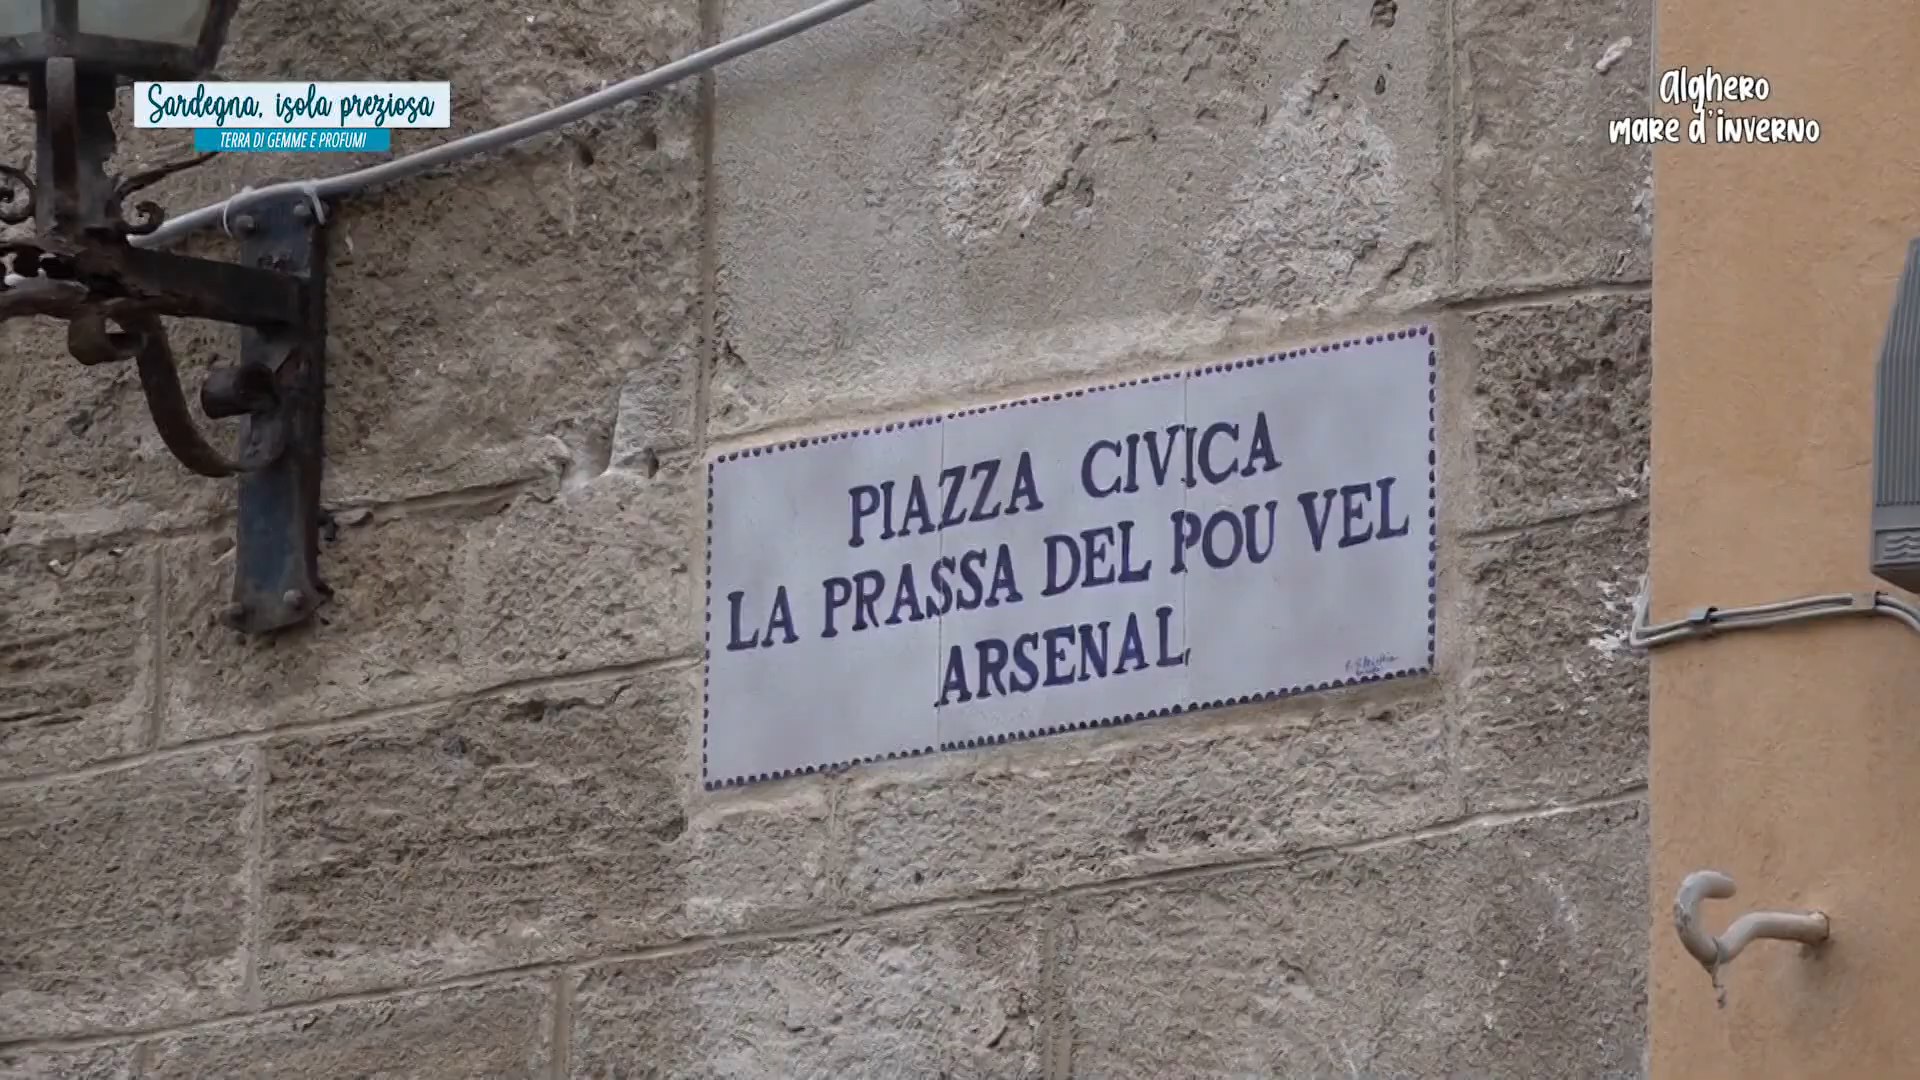 Sardegna, isola preziosa
TERRA DI GEMME E PROFUMI
Alghero
mare d'inverno
PIAZZA CIVICA
LA PRASSA DEL POU VEL
ARSENAL